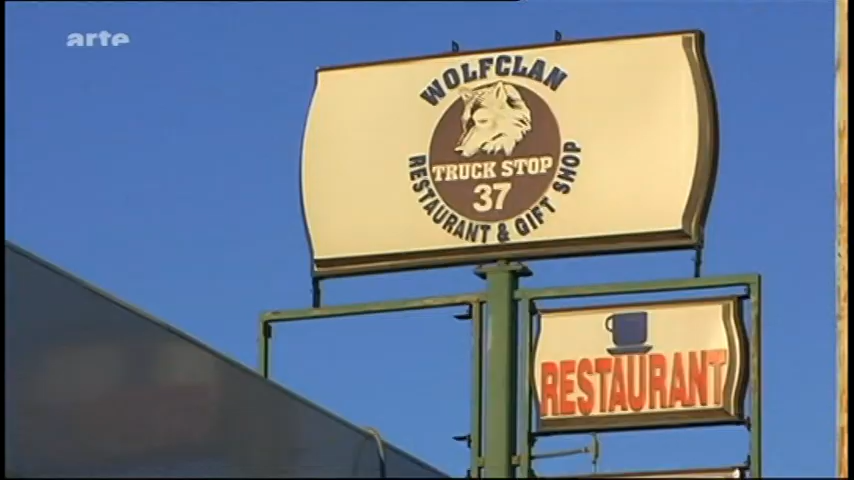 arte
WOLFCLAN
TRUCK STOP
37
RESTAURANT & GIFT SHOP
RESTAURANT